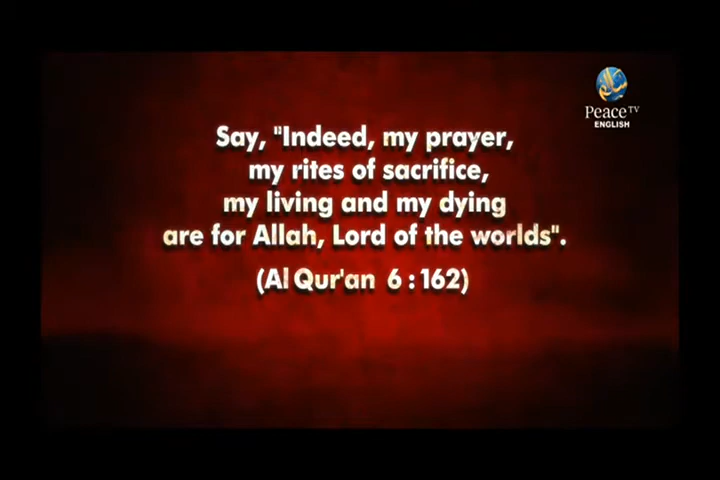 Say, "Indeed, my prayer,
my rites of sacrifice,
my living and my dying
are for Allah, Lord of the worlds".
(Al Qur'an 6 : 162)
Peace TV
ENGLISH